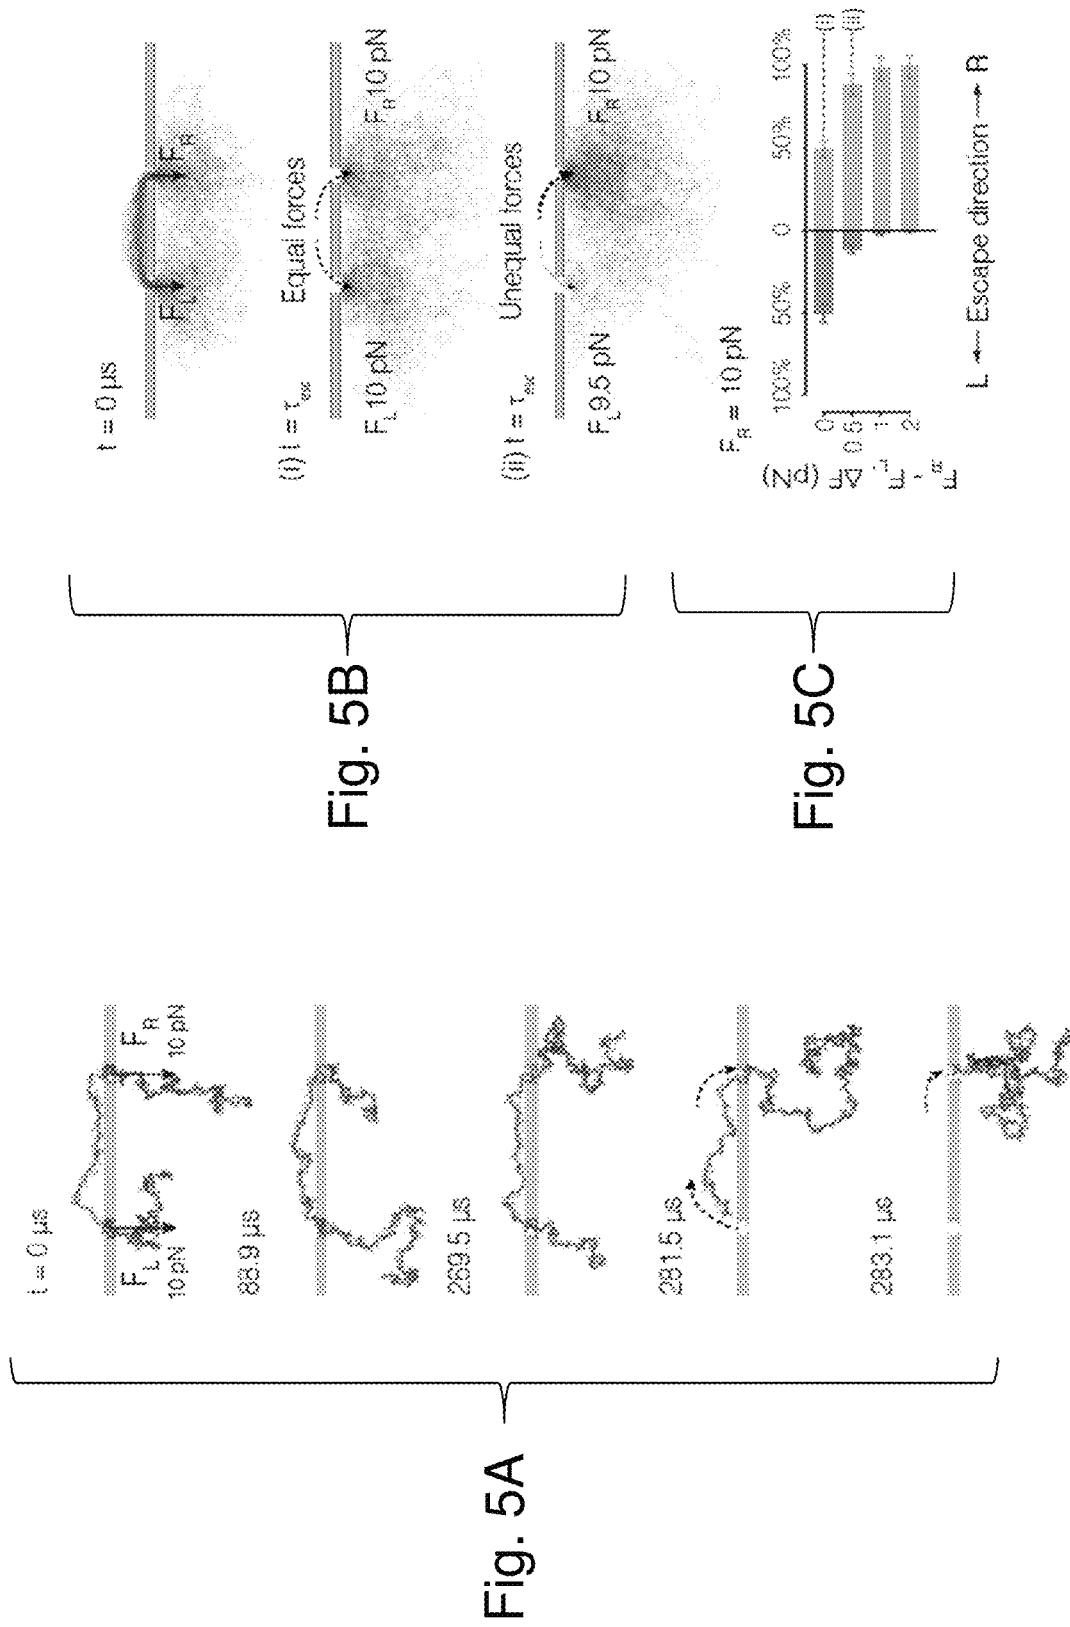 Fig. 5A
t = 0 µs
F_L
10 pN
F_R
10 pN
88.9 µs
269.5 µs
281.5 µs
283.1 µs
Fig. 5B
t = 0 µs
F_L
F_R
(i) t = τ_esc
Equal forces
F_L 10 pN
F_R 10 pN
(ii) t = τ_esc
Unequal forces
F_L 9.5 pN
F_R 10 pN
Fig. 5C
F_R = 10 pN
100% 50% 0 50% 100%
F_R - F_L, ΔF (pN)
0
0.5
1
2
(i)
(ii)
L ← Escape direction → R